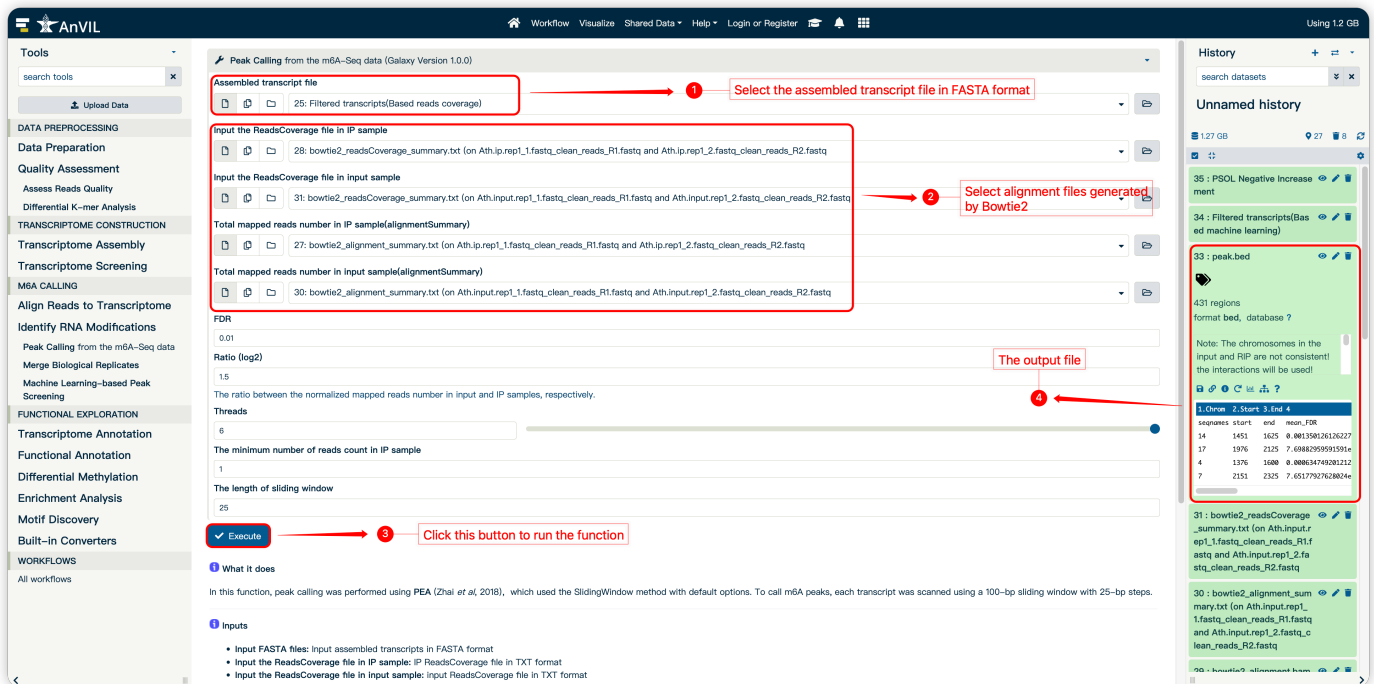 AnVIL
Workflow Visualize Shared Data Help Login or Register
Using 1.2 GB
Tools
search tools
Upload Data
DATA PREPROCESSING
Data Preparation
Quality Assessment
Assess Reads Quality
Differential K-mer Analysis
TRANSCRIPTOME CONSTRUCTION
Transcriptome Assembly
Transcriptome Screening
M6A CALLING
Align Reads to Transcriptome
Identify RNA Modifications
Peak Calling from the m6A-Seq data
Merge Biological Replicates
Machine Learning-based Peak
Screening
FUNCTIONAL EXPLORATION
Transcriptome Annotation
Functional Annotation
Differential Methylation
Enrichment Analysis
Motif Discovery
Built-in Converters
WORKFLOWS
All workflows
Peak Calling from the m6A-Seq data (Galaxy Version 1.0.0)
Assembled transcript file
25: Filtered transcripts(Based reads coverage)
1
Select the assembled transcript file in FASTA format
Input the ReadsCoverage file in IP sample
28: bowtie2_readsCoverage_summary.txt (on Ath.ip.rep1_1.fastq_clean_reads_R1.fastq and Ath.ip.rep1_2.fastq_clean_reads_R2.fastq
Input the ReadsCoverage file in input sample
31: bowtie2_readsCoverage_summary.txt (on Ath.input.rep1_1.fastq_clean_reads_R1.fastq and Ath.input.rep1_2.fastq_clean_reads_R2.fastq
2
Select alignment files generated
by Bowtie2
Total mapped reads number in IP sample(alignmentSummary)
27: bowtie2_alignment_summary.txt (on Ath.ip.rep1_1.fastq_clean_reads_R1.fastq and Ath.ip.rep1_2.fastq_clean_reads_R2.fastq
Total mapped reads number in input sample(alignmentSummary)
30: bowtie2_alignment_summary.txt (on Ath.input.rep1_1.fastq_clean_reads_R1.fastq and Ath.input.rep1_2.fastq_clean_reads_R2.fastq
FDR
0.01
Ratio (log2)
1.5
The ratio between the normalized mapped reads number in input and IP samples, respectively.
The output file
4
Threads
6
The minimum number of reads count in IP sample
1
The length of sliding window
25
Execute
3
Click this button to run the function
What it does
In this function, peak calling was performed using PEA (Zhai et al, 2018), which used the SlidingWindow method with default options. To call m6A peaks, each transcript was scanned using a 100-bp sliding window with 25-bp steps.
Inputs
• Input FASTA files: Input assembled transcripts in FASTA format
• Input the ReadsCoverage file in IP sample: IP ReadsCoverage file in TXT format
• Input the ReadsCoverage file in input sample: input ReadsCoverage file in TXT format
History
search datasets
Unnamed history
1.27 GB 27 8
35 : PSOL Negative Increase
ment
34 : Filtered transcripts(Bas
ed machine learning)
33 : peak.bed
431 regions
format bed, database ?
Note: The chromosomes in the
input and RIP are not consistent!
the interactions will be used!
1.Chrom 2.Start 3.End 4
seqnames start end mean_FDR
14 1451 1625 0.00135012612622​7
17 1976 2125 7.69882959591591e
4 1376 1600 0.000634749201212
7 2151 2325 7.65177927628024e
31 : bowtie2_readsCoverage
_summary.txt (on Ath.input.r
ep1_1.fastq_clean_reads_R1.f
astq and Ath.input.rep1_2.fa
stq_clean_reads_R2.fastq
30 : bowtie2_alignment_sum
mary.txt (on Ath.input.rep1_
1.fastq_clean_reads_R1.fastq
and Ath.input.rep1_2.fastq_c
lean_reads_R2.fastq
29 : bowtie2_alignment.bam